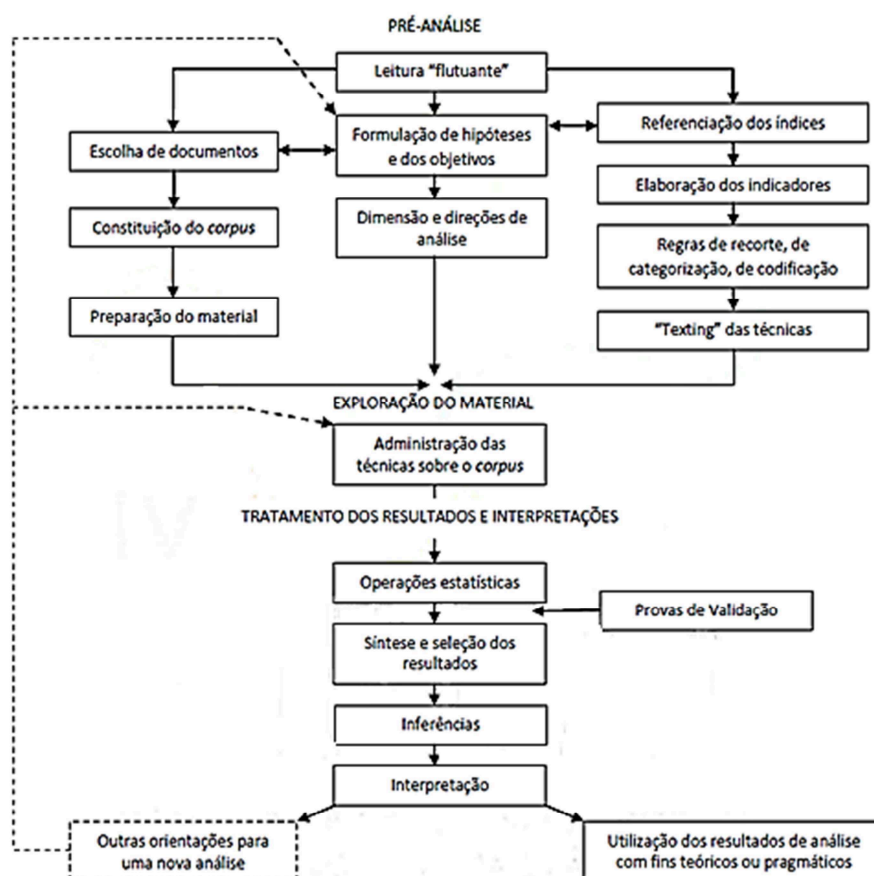 PRÉ-ANÁLISE
Leitura "flutuante"
Escolha de documentos
Formulação de hipóteses
e dos objetivos
Referenciação dos índices
Constituição do corpus
Dimensão e direções de
análise
Elaboração dos indicadores
Regras de recorte, de
categorização, de codificação
Preparação do material
"Texting" das técnicas
EXPLORAÇÃO DO MATERIAL
Administração das
técnicas sobre o corpus
TRATAMENTO DOS RESULTADOS E INTERPRETAÇÕES
Operações estatísticas
Provas de Validação
Síntese e seleção dos
resultados
Inferências
Interpretação
Outras orientações para
uma nova análise
Utilização dos resultados de análise
com fins teóricos ou pragmáticos